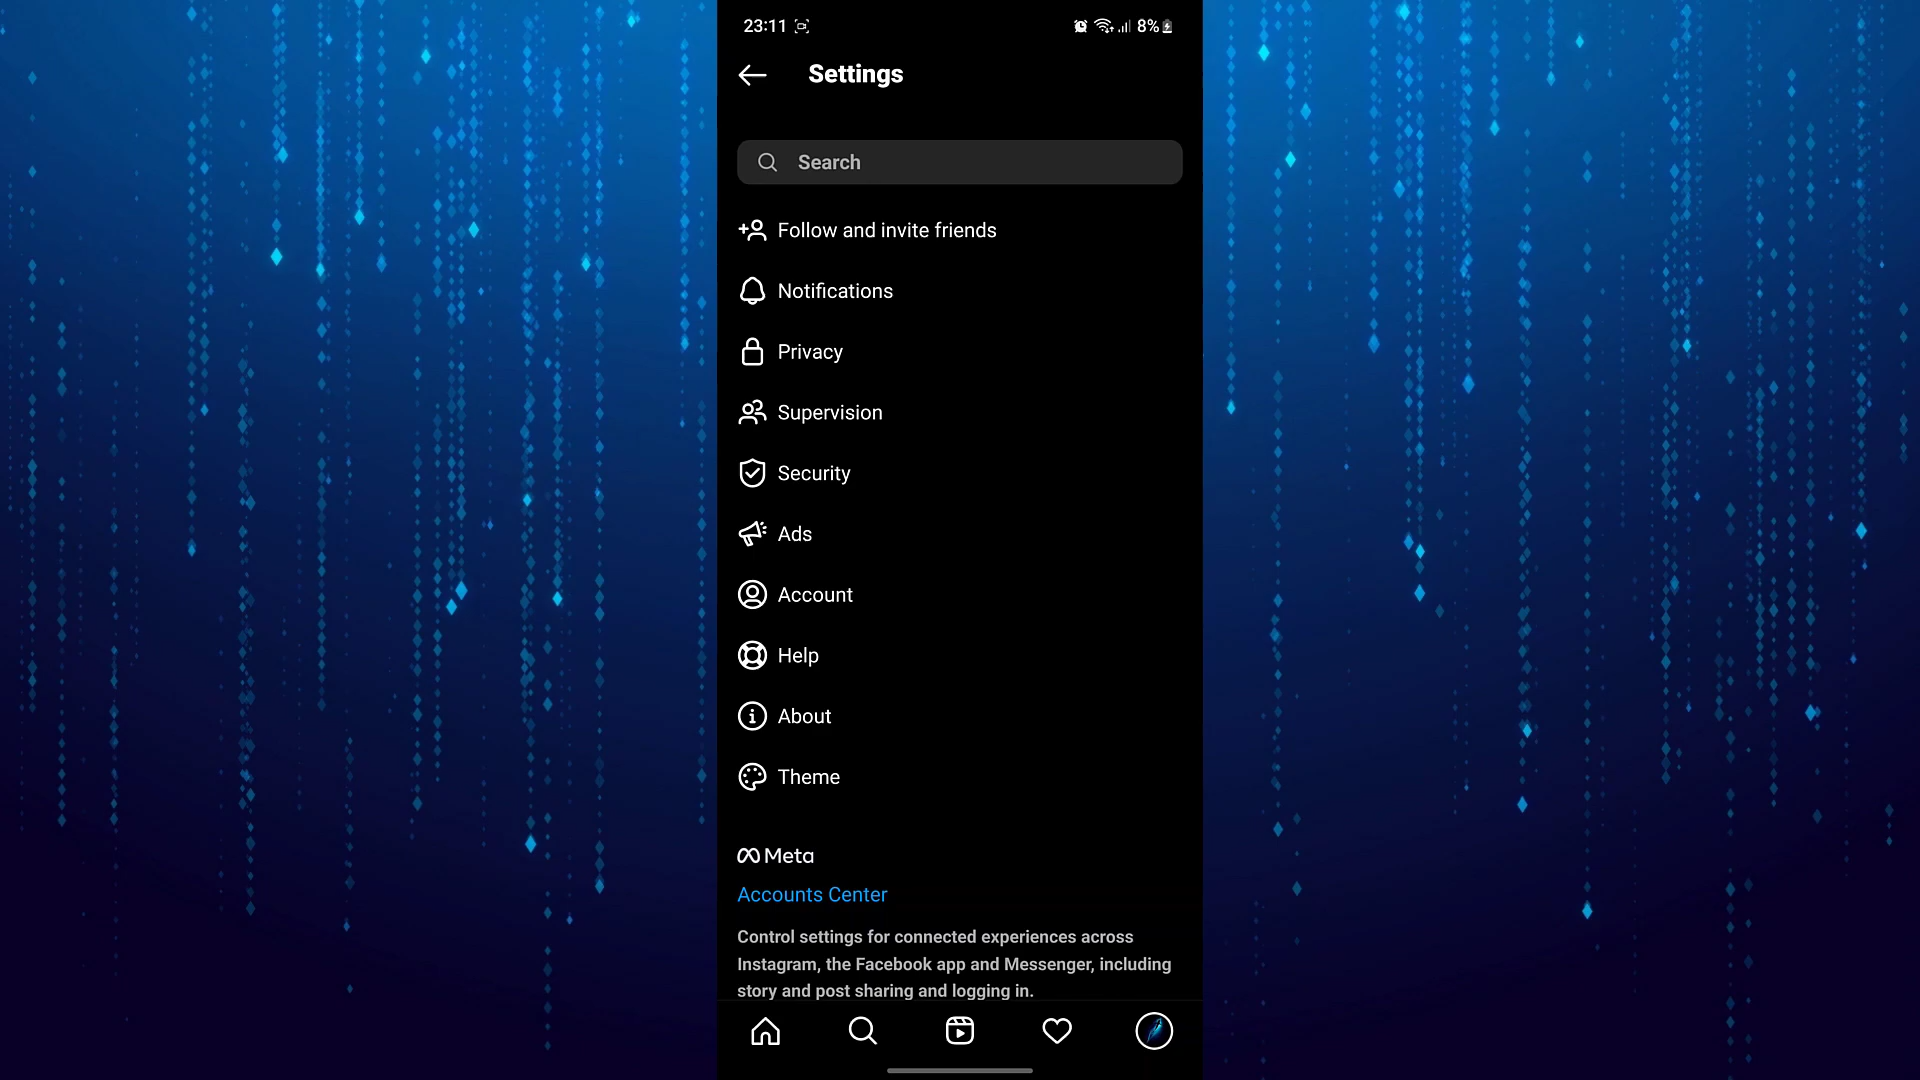 23:11
8%
Settings
Search
Follow and invite friends
Notifications
Privacy
Supervision
Security
Ads
Account
Help
About
Theme
Meta
Accounts Center
Control settings for connected experiences across
Instagram, the Facebook app and Messenger, including
story and post sharing and logging in.